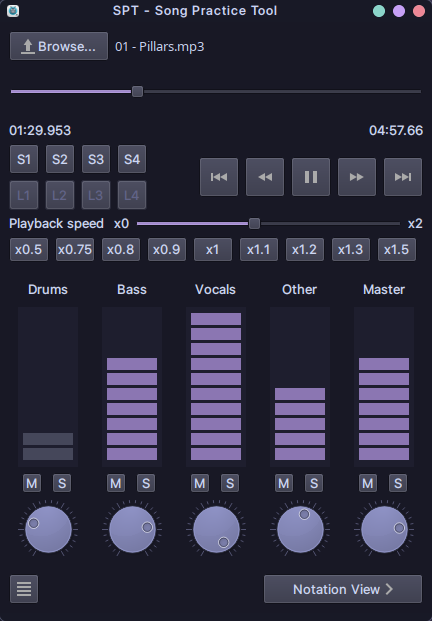 SPT - Song Practice Tool
Browse... 01 - Pillars.mp3
01:29.953 04:57.66
S1 S2 S3 S4
L1 L2 L3 L4
Playback speed x0 x2
x0.5 x0.75 x0.8 x0.9 x1 x1.1 x1.2 x1.3 x1.5
Drums Bass Vocals Other Master
M S M S M S M S M S
Notation View